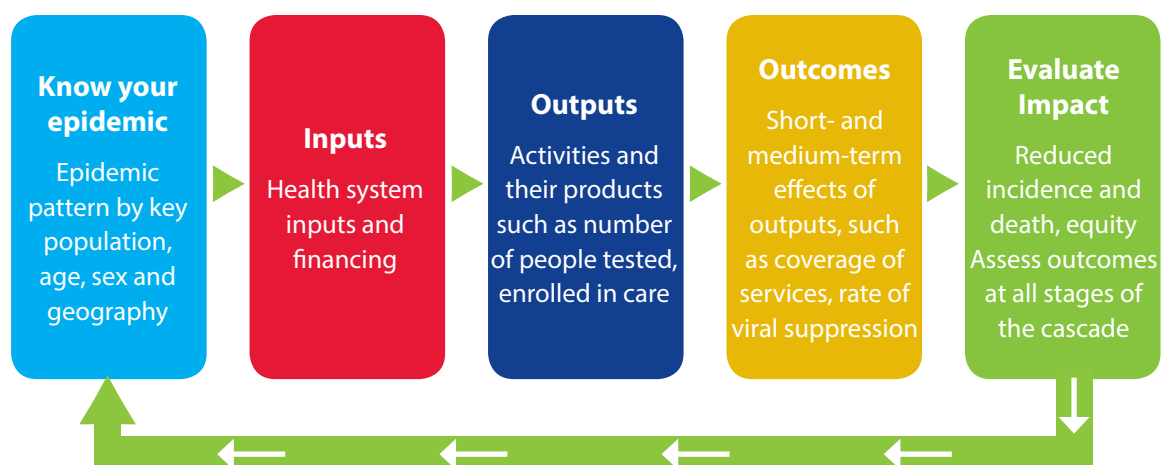 Know your
epidemic
Epidemic
pattern by key
population,
age, sex and
geography
Inputs
Health system
inputs and
financing
Outputs
Activities and
their products
such as number
of people tested,
enrolled in care
Outcomes
Short- and
medium-term
effects of
outputs, such
as coverage of
services, rate of
viral suppression
Evaluate
Impact
Reduced
incidence and
death, equity
Assess outcomes
at all stages of
the cascade